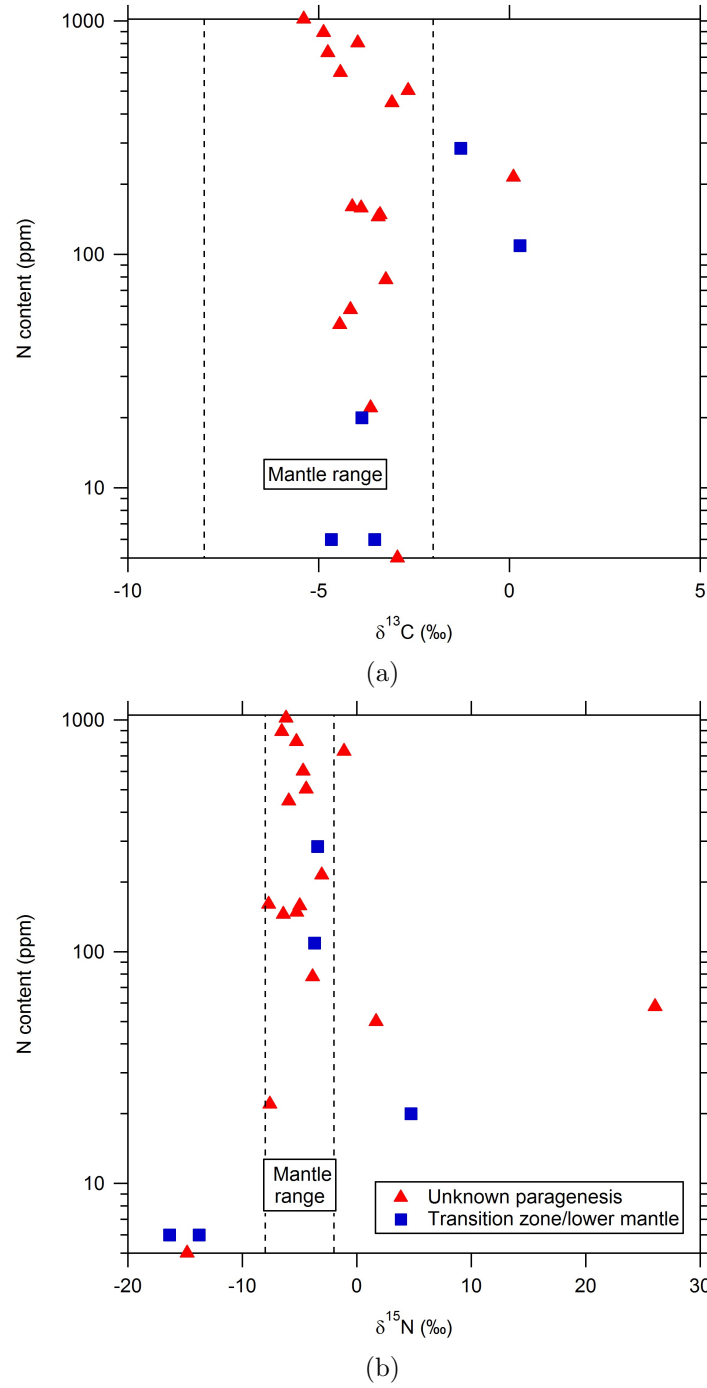 1000
100
10
N content (ppm)
Mantle range
-10
-5
0
5
δ¹³C (‰)
(a)
1000
100
10
N content (ppm)
Mantle
range
Unknown paragenesis
Transition zone/lower mantle
-20
-10
0
10
20
30
δ¹⁵N (‰)
(b)